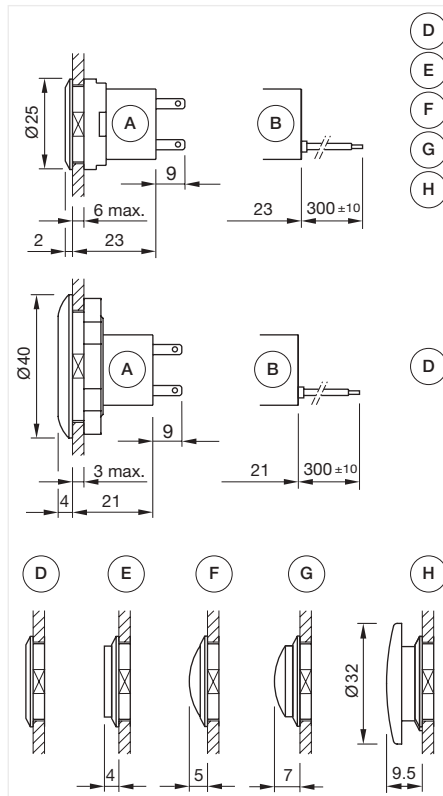 D
E
A B F
Ø25
G
9
H
6 max. 23 300 ±10
2 23
Ø40
A B D
9
3 max. 21 300 ±10
4 21
D E F G H
Ø32
4 5 7 9.5